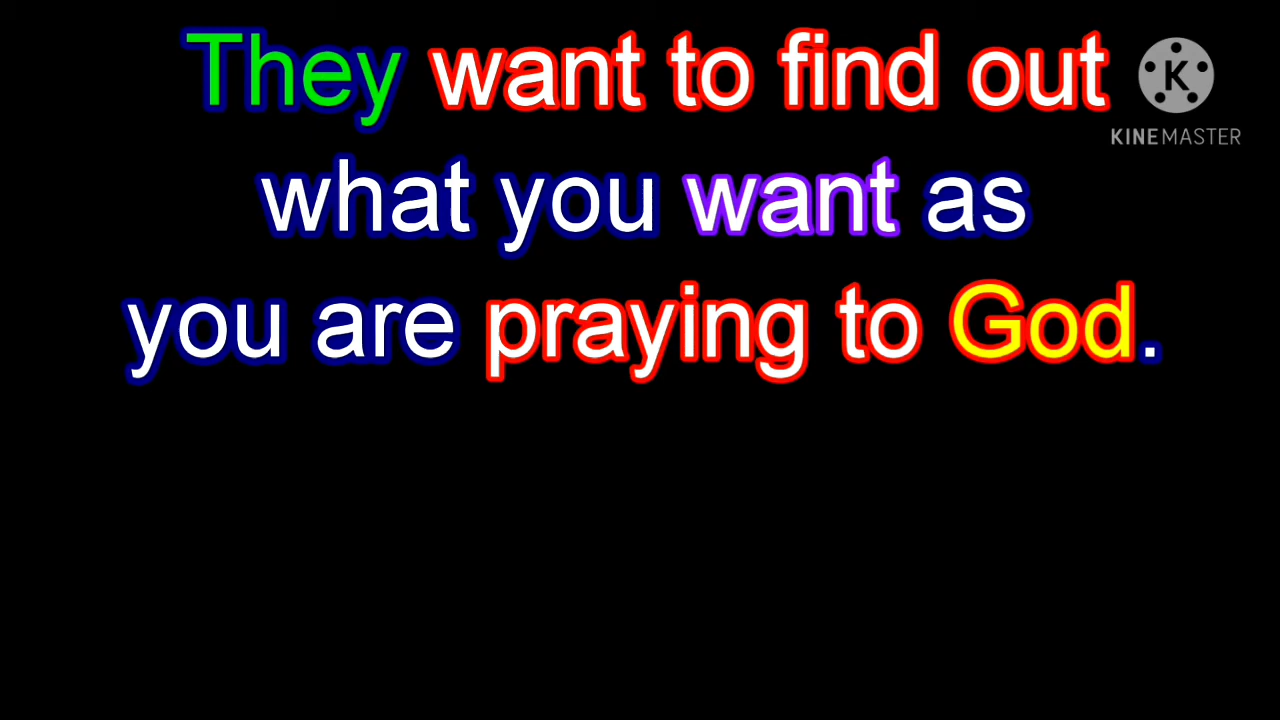 They want to find out
K
KINEMASTER
what you want as
you are praying to God.